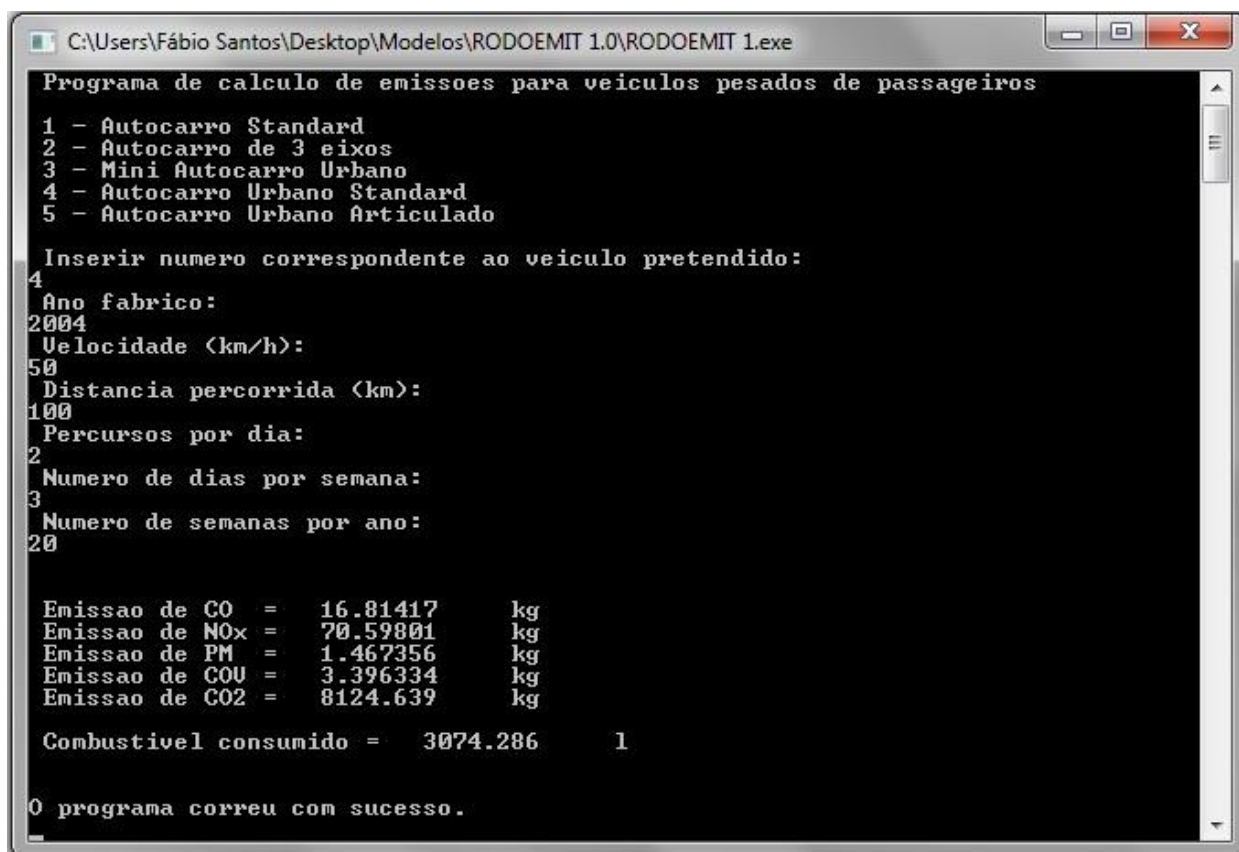 C:\Users\Fábio Santos\Desktop\Modelos\RODOEMIT 1.0\RODOEMIT 1.exe
Programa de calculo de emissoes para veiculos pesados de passageiros
1 - Autocarro Standard
2 - Autocarro de 3 eixos
3 - Mini Autocarro Urbano
4 - Autocarro Urbano Standard
5 - Autocarro Urbano Articulado
Inserir numero correspondente ao veiculo pretendido:
4
Ano fabrico:
2004
Velocidade (km/h):
50
Distancia percorrida (km):
100
Percursos por dia:
2
Numero de dias por semana:
3
Numero de semanas por ano:
20
Emissao de CO = 16.81417 kg
Emissao de NOx = 70.59801 kg
Emissao de PM = 1.467356 kg
Emissao de COV = 3.396334 kg
Emissao de CO2 = 8124.639 kg
Combustivel consumido = 3074.286 l
O programa correu com sucesso.